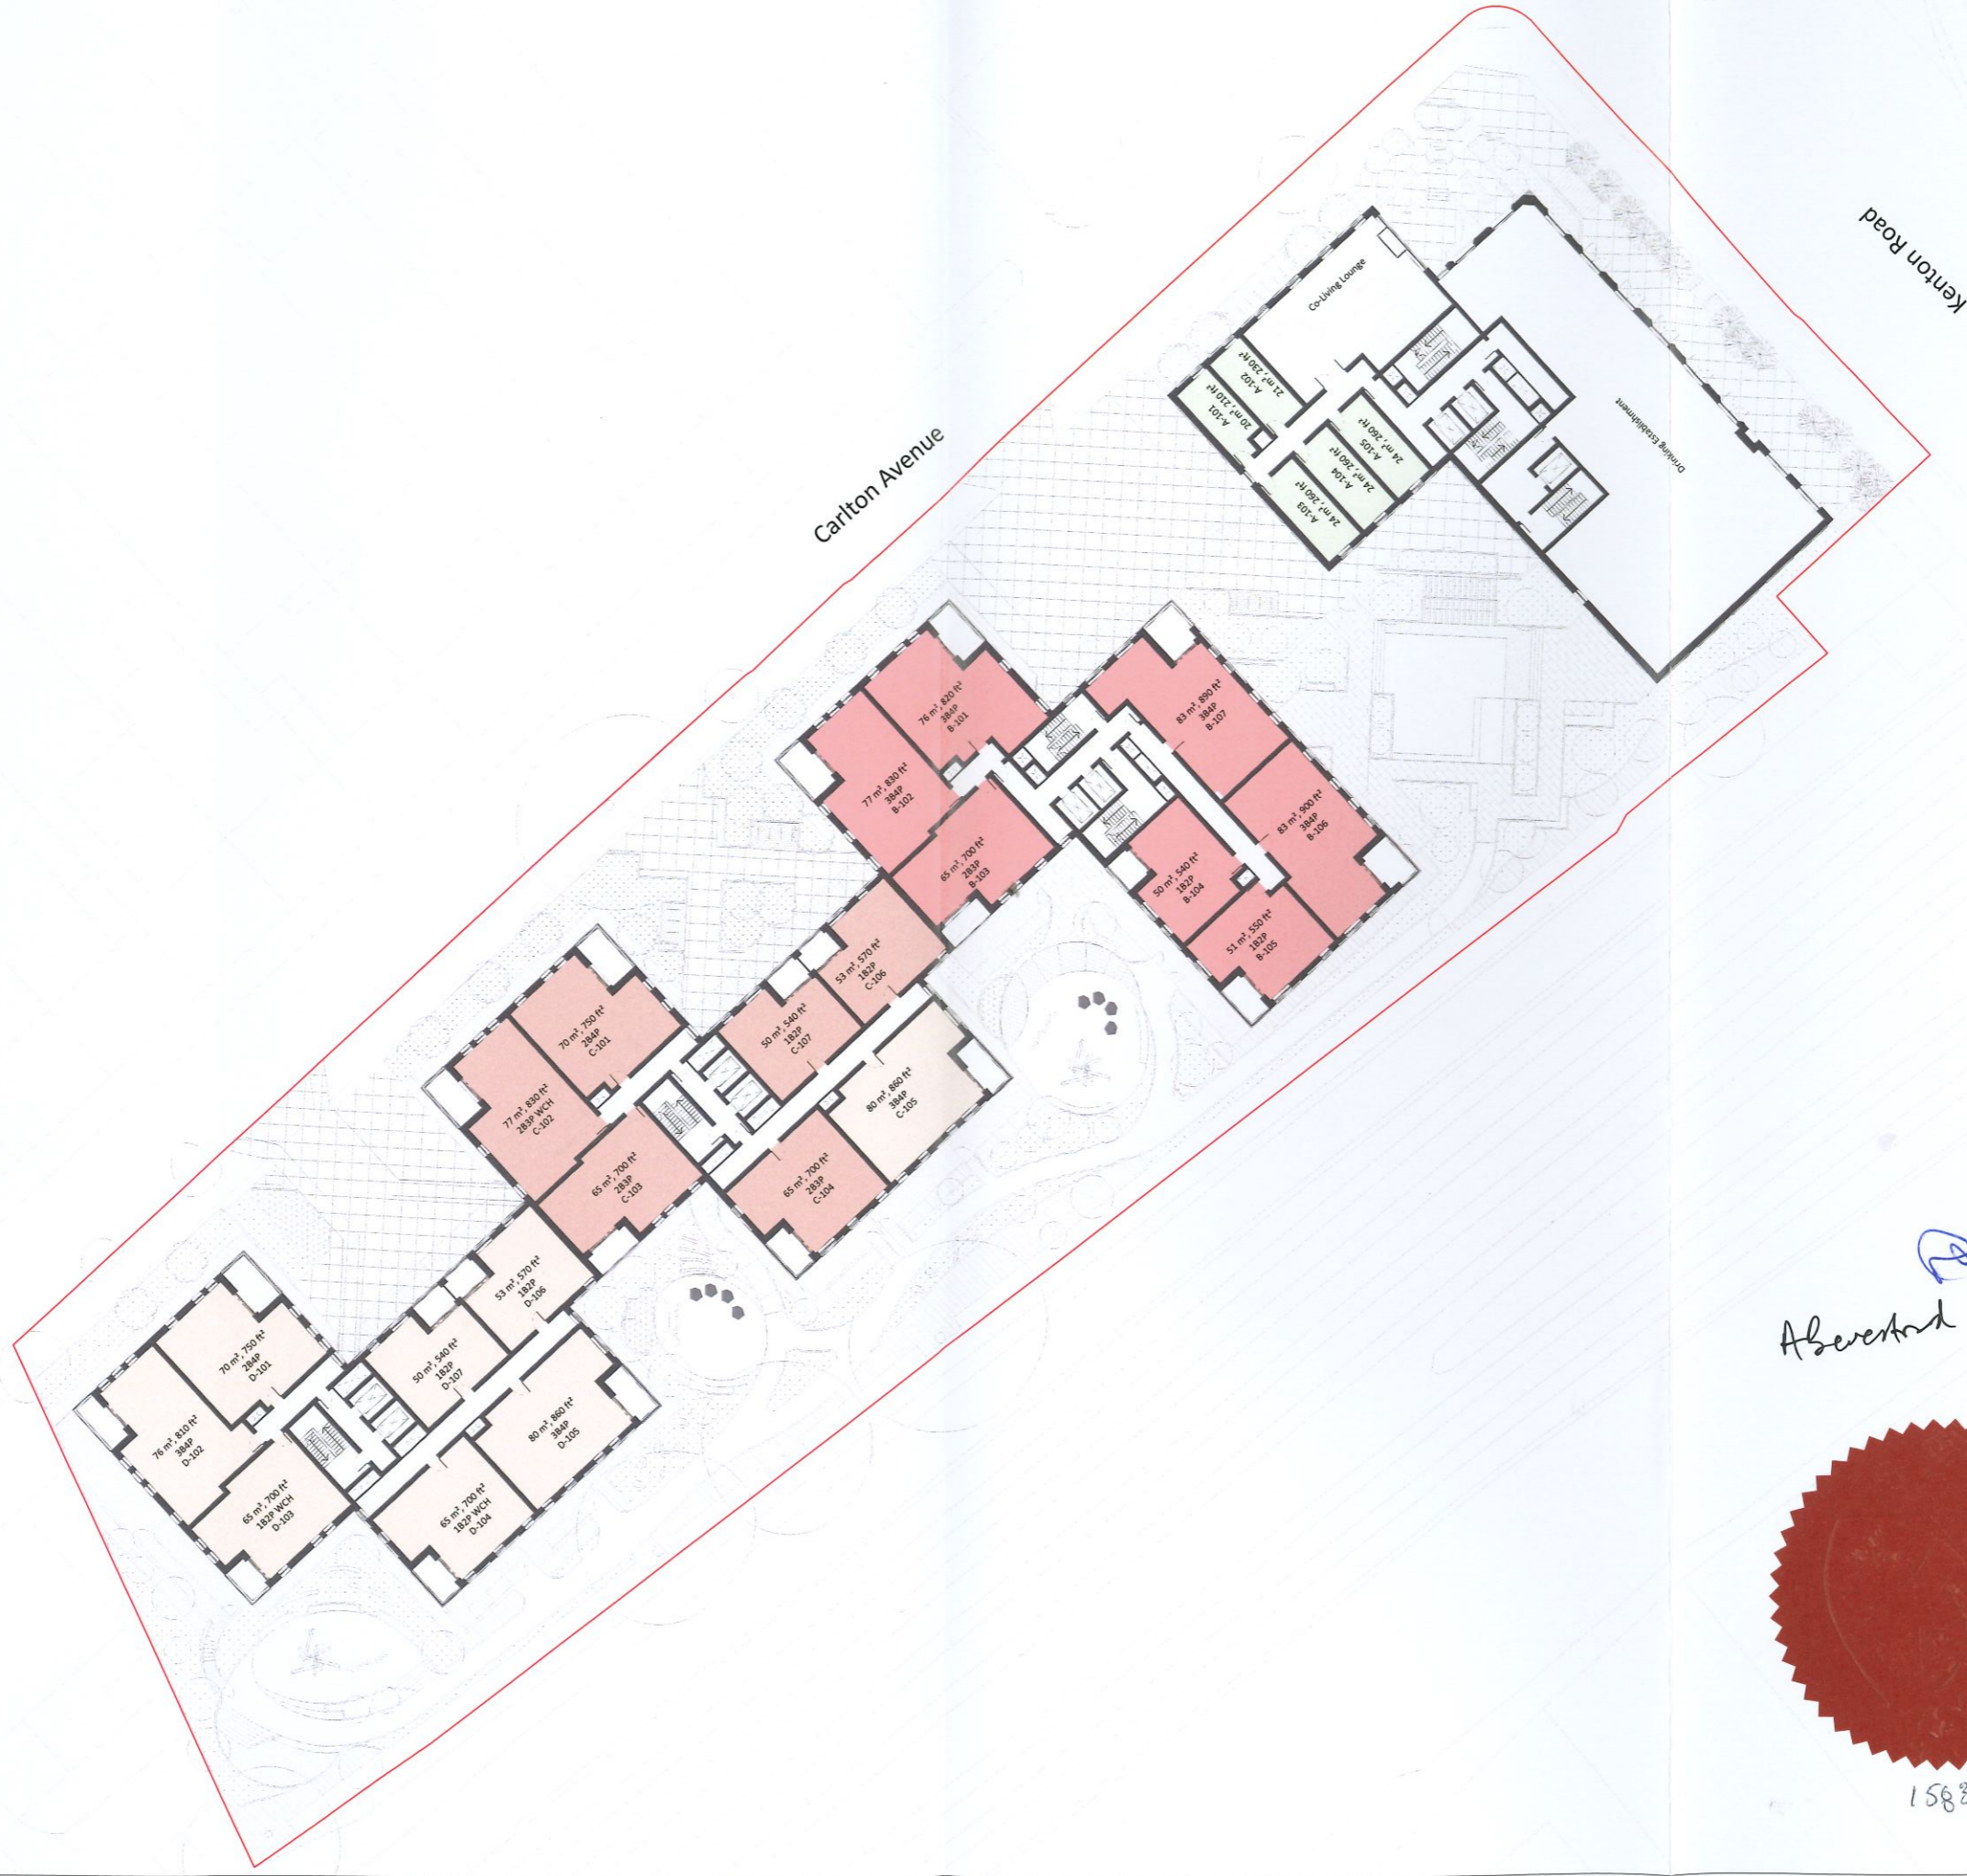 Kenton Road
Carlton Avenue
Co-Living Lounge
Drinking Establishment
A-102
21 m², 230 ft²
A-101
20 m², 210 ft²
A-105
24 m², 260 ft²
A-104
24 m², 260 ft²
A-103
24 m², 260 ft²
76 m², 820 ft²
3B4P
B-101
77 m², 830 ft²
3B4P
B-102
65 m², 700 ft²
2B3P
B-103
83 m², 890 ft²
3B4P
B-107
83 m², 900 ft²
3B4P
B-106
50 m², 540 ft²
1B2P
B-104
51 m², 550 ft²
1B2P
B-105
53 m², 570 ft²
1B2P
C-106
50 m², 540 ft²
1B2P
C-107
70 m², 750 ft²
2B4P
C-101
77 m², 830 ft²
2B3P WCH
C-102
65 m², 700 ft²
2B3P
C-103
80 m², 860 ft²
3B4P
C-105
65 m², 700 ft²
2B3P
C-104
53 m², 570 ft²
1B2P
D-106
50 m², 540 ft²
1B2P
D-107
70 m², 750 ft²
2B4P
D-101
76 m², 810 ft²
3B4P
D-102
65 m², 700 ft²
1B2P WCH
D-103
80 m², 860 ft²
3B4P
D-105
65 m², 700 ft²
1B2P WCH
D-104